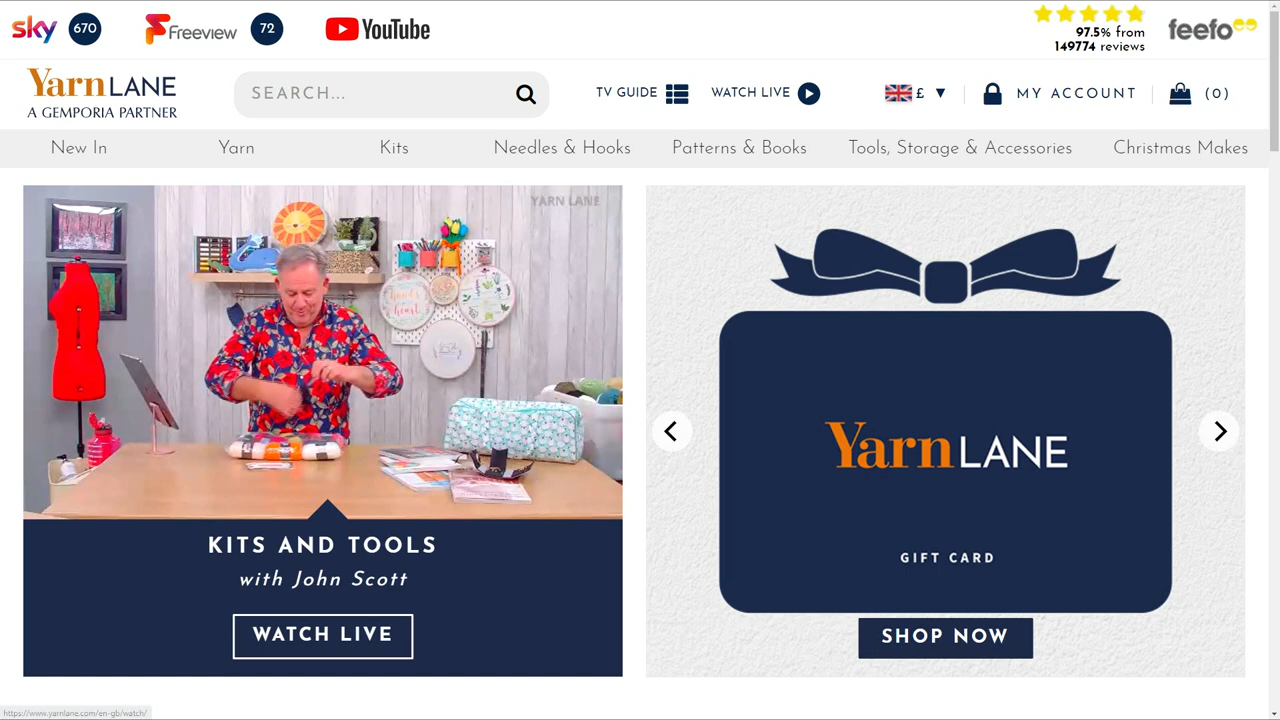 sky 670 Freeview 72 YouTube
97.5% from
149774 reviews
feefo
Yarn LANE
A GEMPORIA PARTNER
SEARCH...
TV GUIDE
WATCH LIVE
£ ▼
MY ACCOUNT
(0)
New In Yarn Kits Needles & Hooks Patterns & Books Tools, Storage & Accessories Christmas Makes
YARN LANE
KITS AND TOOLS
with John Scott
WATCH LIVE
Yarn LANE
GIFT CARD
SHOP NOW
https://www.yarnlane.com/en-gb/watch/